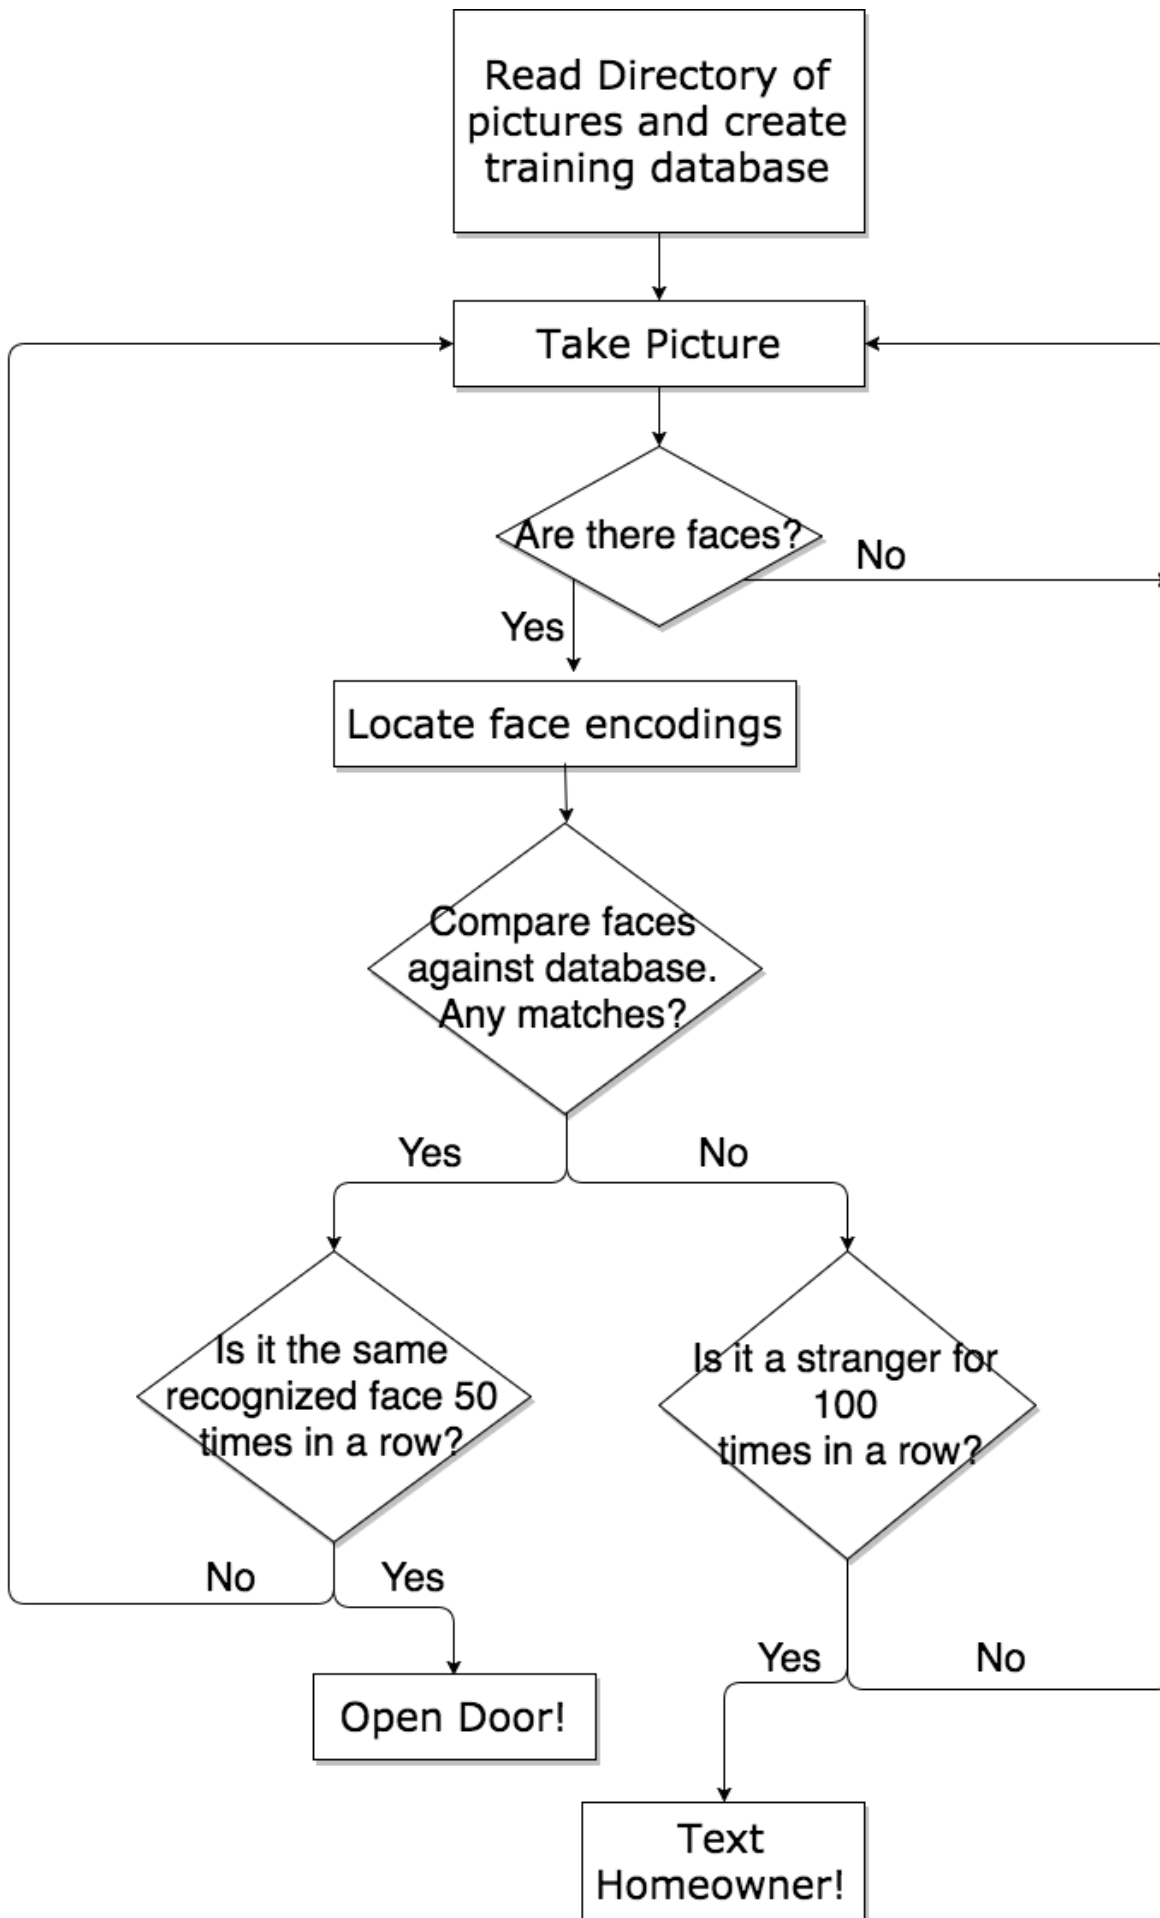 Read Directory of
pictures and create
training database
Take Picture
Are there faces?
No
Yes
Locate face encodings
Compare faces
against database.
Any matches?
Yes
No
Is it the same
recognized face 50
times in a row?
Is it a stranger for
100
times in a row?
No
Yes
Yes
No
Open Door!
Text
Homeowner!